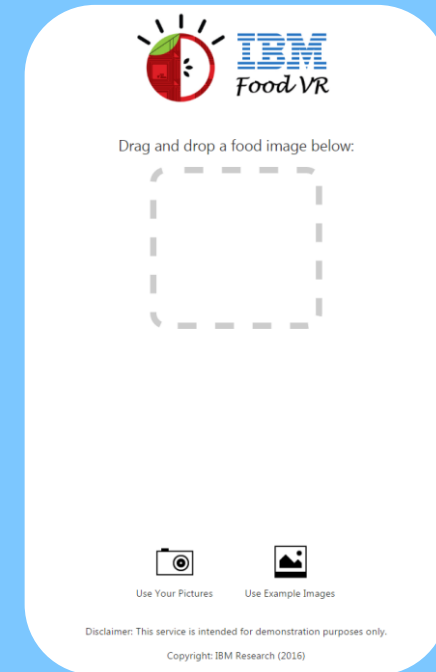 IBM
Food VR
Drag and drop a food image below:
Use Your Pictures
Use Example Images
Disclaimer: This service is intended for demonstration purposes only.
Copyright: IBM Research (2016)